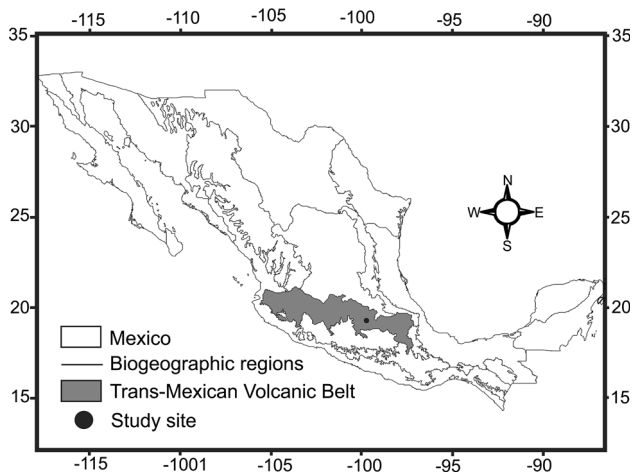 -115 -110 -105 -100 -95 -90
35 35
30 30
N
W E
S
25 25
20 20
Mexico
Biogeographic regions
Trans-Mexican Volcanic Belt
15 15
Study site
-115 -1001 -105 -100 -95 -90